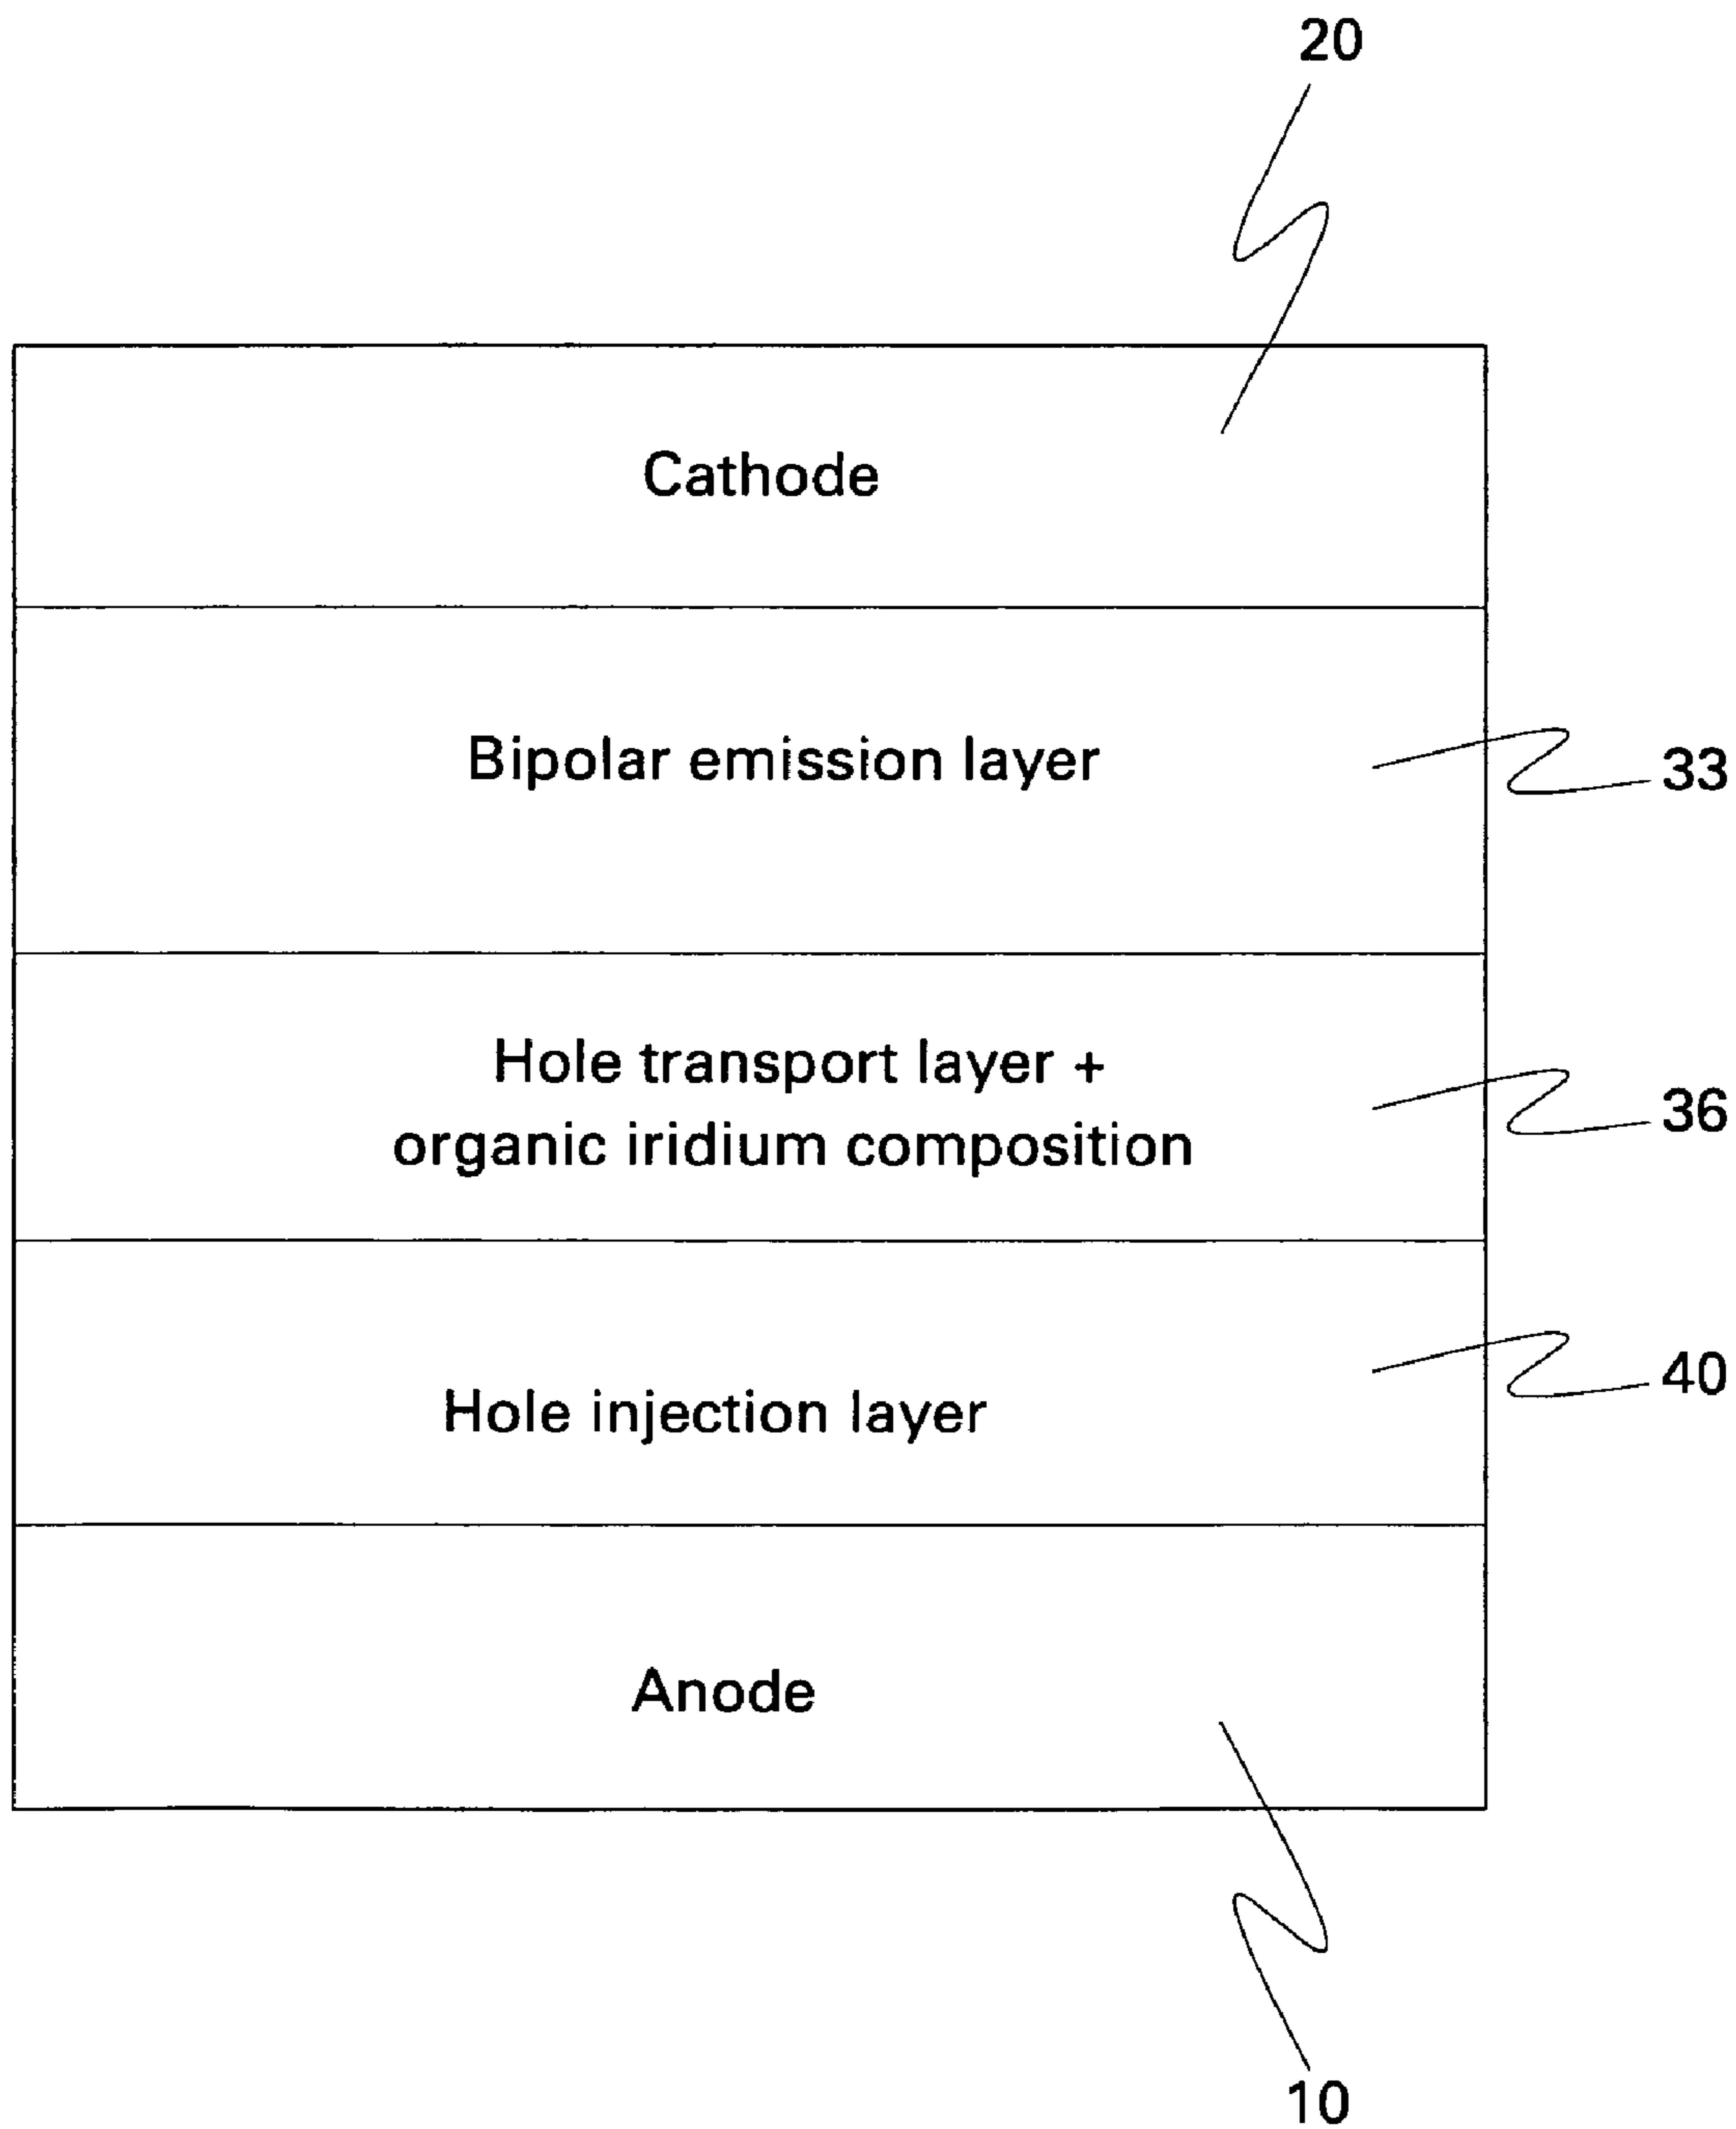 20
Cathode
Bipolar emission layer
33
Hole transport layer +
organic iridium composition
36
40
Hole injection layer
Anode
10